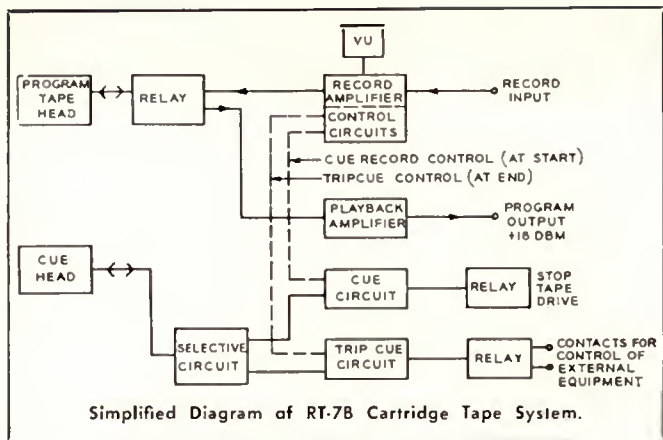 VU
PROGRAM
TAPE
HEAD
RELAY
RECORD
AMPLIFIER
CONTROL
CIRCUITS
RECORD
INPUT
CUE RECORD CONTROL (AT START)
TRIPCUE CONTROL (AT END)
PLAYBACK
AMPLIFIER
PROGRAM
OUTPUT
+18 DBM
CUE
HEAD
CUE
CIRCUIT
RELAY
STOP
TAPE
DRIVE
SELECTIVE
CIRCUIT
TRIP CUE
CIRCUIT
RELAY
CONTACTS FOR
CONTROL OF
EXTERNAL
EQUIPMENT
Simplified Diagram of RT-7B Cartridge Tape System.